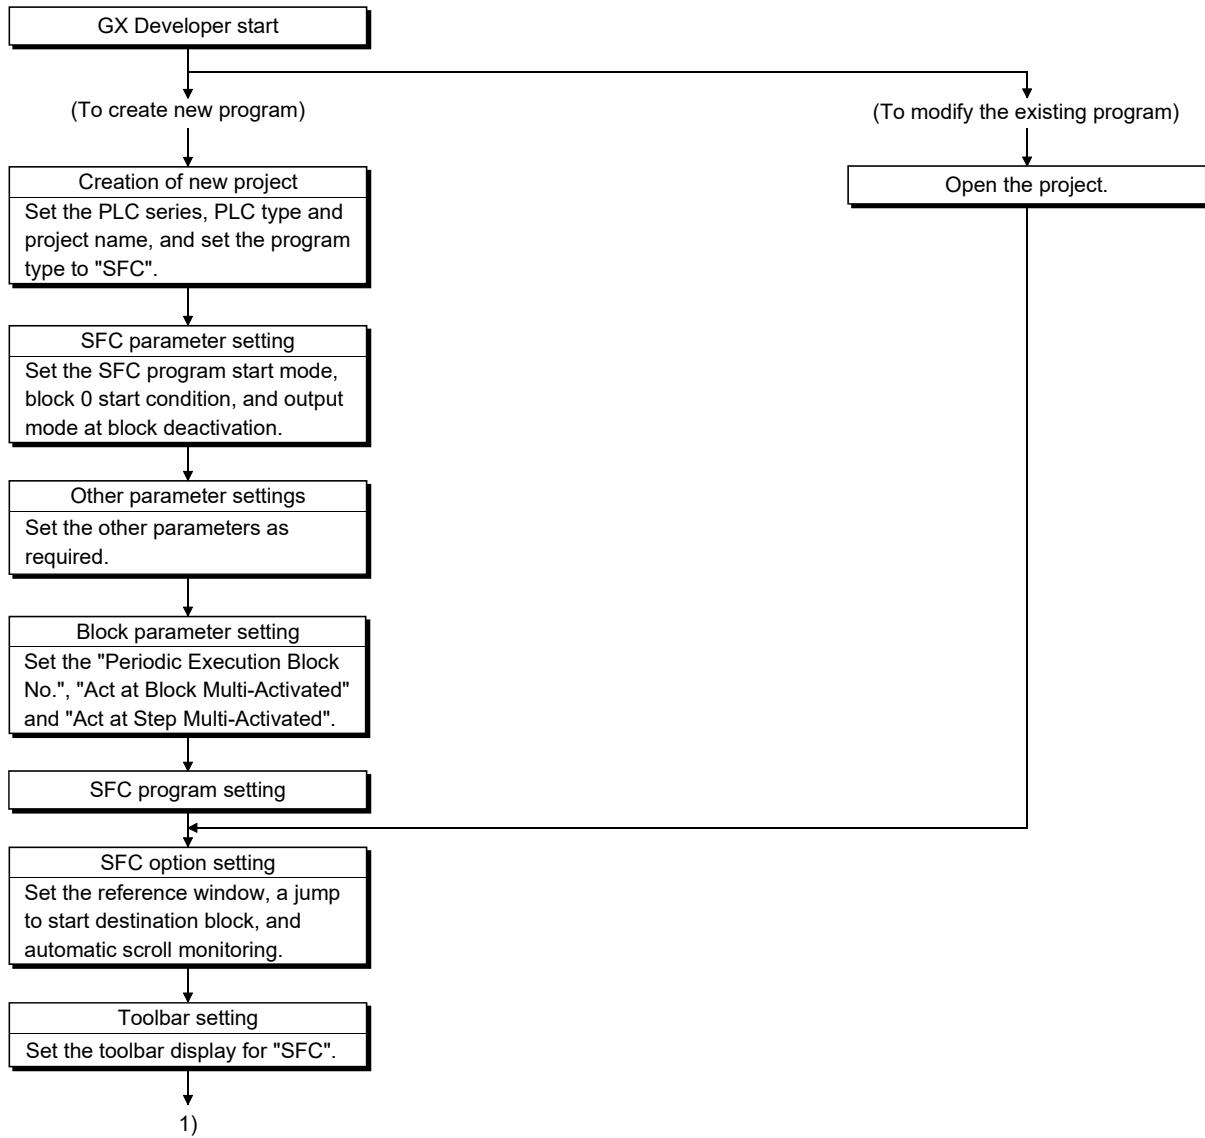 GX Developer start
(To create new program)
(To modify the existing program)
Creation of new project
Set the PLC series, PLC type and
project name, and set the program
type to "SFC".
Open the project.
SFC parameter setting
Set the SFC program start mode,
block 0 start condition, and output
mode at block deactivation.
Other parameter settings
Set the other parameters as
required.
Block parameter setting
Set the "Periodic Execution Block
No.", "Act at Block Multi-Activated"
and "Act at Step Multi-Activated".
SFC program setting
SFC option setting
Set the reference window, a jump
to start destination block, and
automatic scroll monitoring.
Toolbar setting
Set the toolbar display for "SFC".
1)